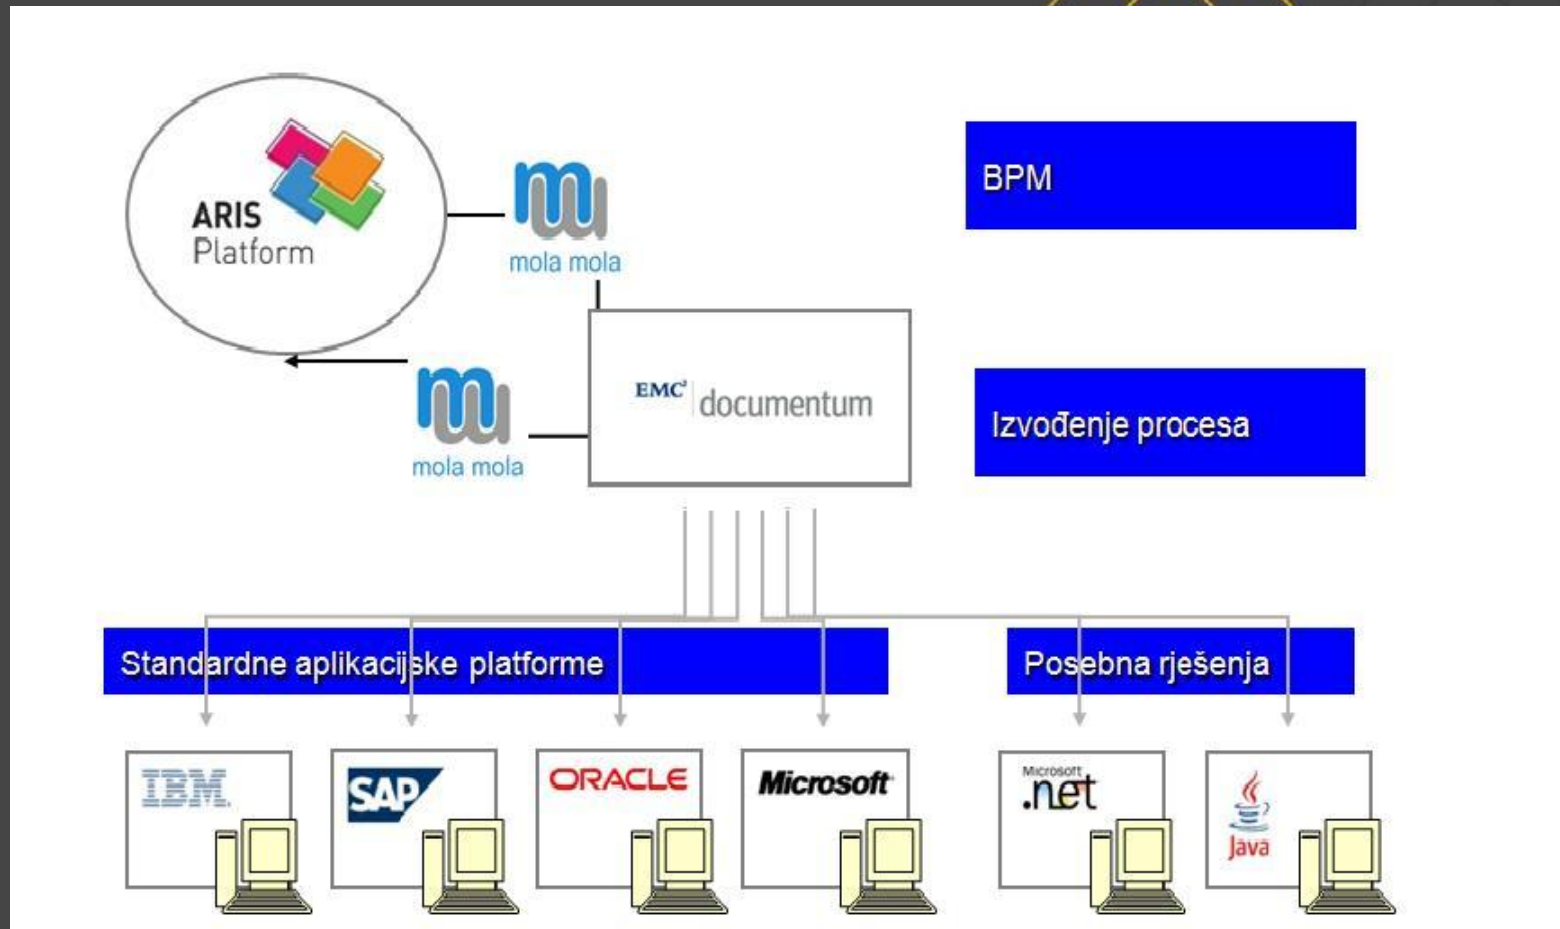 ARIS
Platform
mola mola
BPM
mola mola
EMC² documentum
Izvođenje procesa
Standardne aplikacijske platforme
Posebna rješenja
IBM
SAP
ORACLE
Microsoft
Microsoft
.net
Java